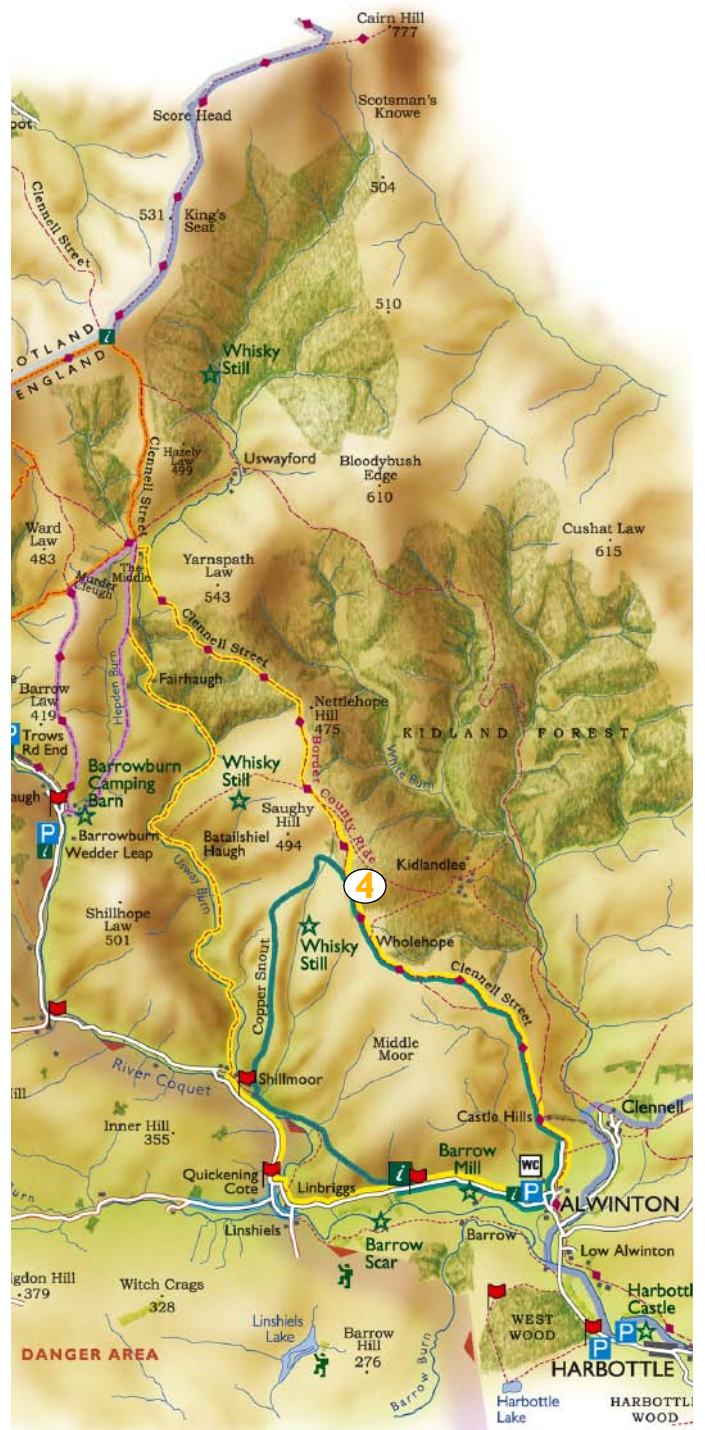 Cairn Hill
777
Scotsman's
Knowe
Score Head
504
Clennell Street
531
King's
Seat
510
SCOTLAND
ENGLAND
i
Whisky
Still
Clennell Street
Hazely
Law
499
Uswayford
Bloodybush
Edge
610
Cushat Law
615
Ward
Law
483
The Middle
Murder
Cleugh
Yarnspath
Law
543
Clennell Street
Fairhaugh
Hepden Burn
Barrow
Law
419
Nettlehope
Hill
475
KIDLAND FOREST
P
Trows
Rd End
Whisky
Still
Border County Ride
White Burn
Barrowburn
Camping
Barn
Saughy
Hill
494
P
i
Barrowburn
Wedder Leap
Batailshiel
Haugh
Usway Burn
Kidlandlee
4
Shillhope
Law
501
Whisky
Still
Wholehope
Copper Snout
Clennell Street
Middle
Moor
River Coquet
Shillmoor
Castle Hills
Clennell
Inner Hill
355
Barrow
Mill
WC
Quickening
Cote
Linbriggs
i
i
P
ALWINTON
Linshiels
Barrow
Barrow
Scar
Low Alwinton
379
Witch Crags
328
Harbottle
Castle
Linshiels
Lake
WEST
WOOD
P
DANGER AREA
Barrow
Hill
276
Barrow Burn
P
HARBOTTLE
Harbottle
Lake
HARBOTTL
WOOD